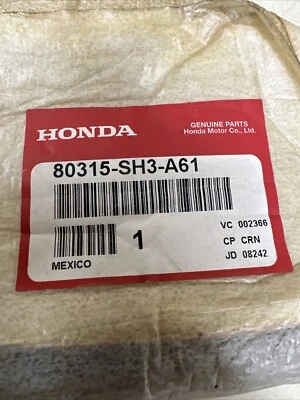 HONDA
GENUINE PARTS
Honda Motor Co., Ltd.
80315-SH3-A61
1
VC 002366
CP CRN
JD 08242
MEXICO